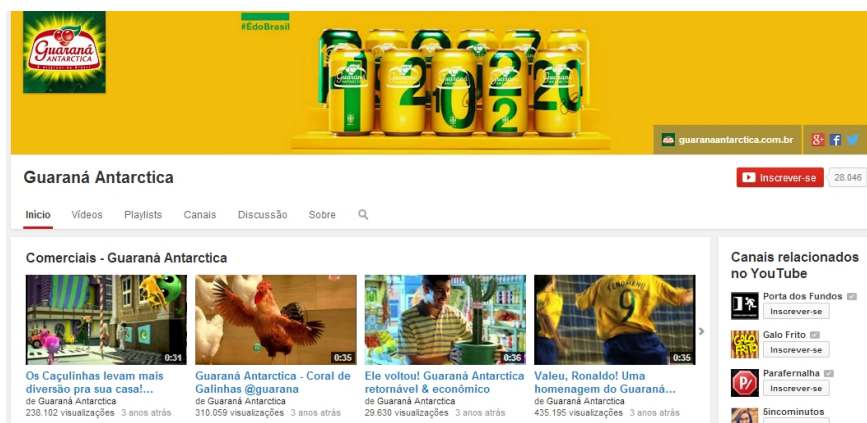 #ÉdoBrasil
Guaraná
ANTARCTICA
guaranaantarctica.com.br
Guaraná Antarctica
Inscrever-se 28.046
Início Vídeos Playlists Canais Discussão Sobre
Comerciais - Guaraná Antarctica
0:31 0:35 0:36 0:35
FENOMENO
9
Os Caçulinhas levam mais diversão pra sua casa!...
de Guaraná Antarctica
238.102 visualizações 3 anos atrás
Guaraná Antarctica - Coral de Galinhas @guarana
de Guaraná Antarctica
310.059 visualizações 3 anos atrás
Ele voltou! Guaraná Antarctica retornável & econômico
de Guaraná Antarctica
29.630 visualizações 3 anos atrás
Valeu, Ronaldo! Uma homenagem do Guaraná...
de Guaraná Antarctica
435.195 visualizações 3 anos atrás
Canais relacionados
no YouTube
Porta dos Fundos
Inscrever-se
GALO FRITO
Galo Frito
Inscrever-se
Parafernalha
Inscrever-se
5incominutos